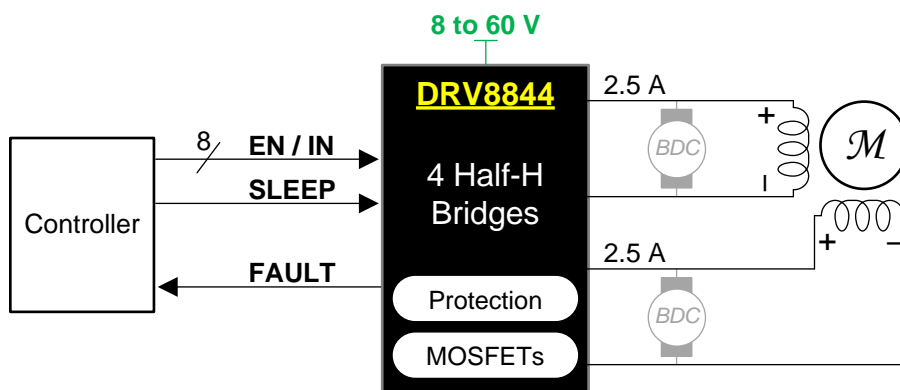 8 to 60 V
DRV8844
4 Half-H
Bridges
Protection
MOSFETs
Controller
8
EN / IN
SLEEP
FAULT
2.5 A
BDC
+
–
M
2.5 A
BDC
+
–